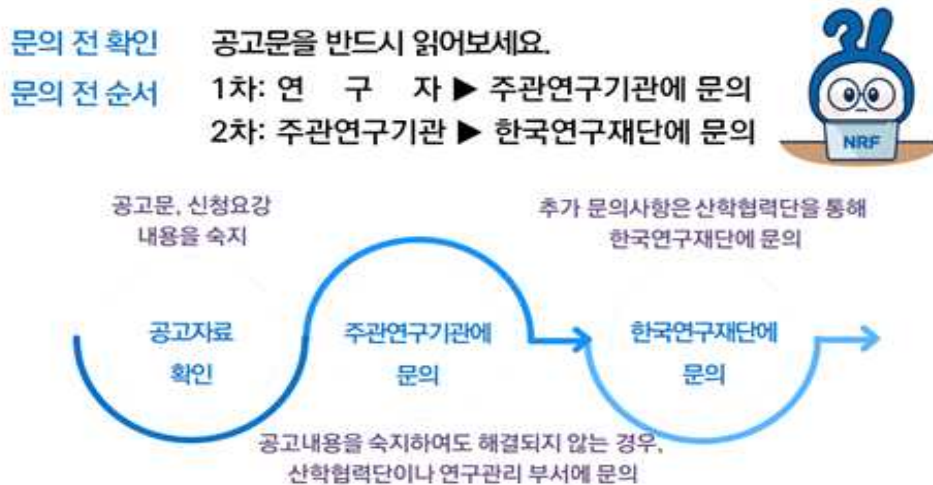 문의 전 확인 공고문을 반드시 읽어보세요.
문의 전 순서 1차: 연 구 자 ▶ 주관연구기관에 문의
2차: 주관연구기관 ▶ 한국연구재단에 문의
NRF
공고문, 신청요강
내용을 숙지
추가 문의사항은 산학협력단을 통해
한국연구재단에 문의
공고자료
확인
주관연구기관에
문의
한국연구재단에
문의
공고내용을 숙지하여도 해결되지 않는 경우,
산학협력단이나 연구관리 부서에 문의